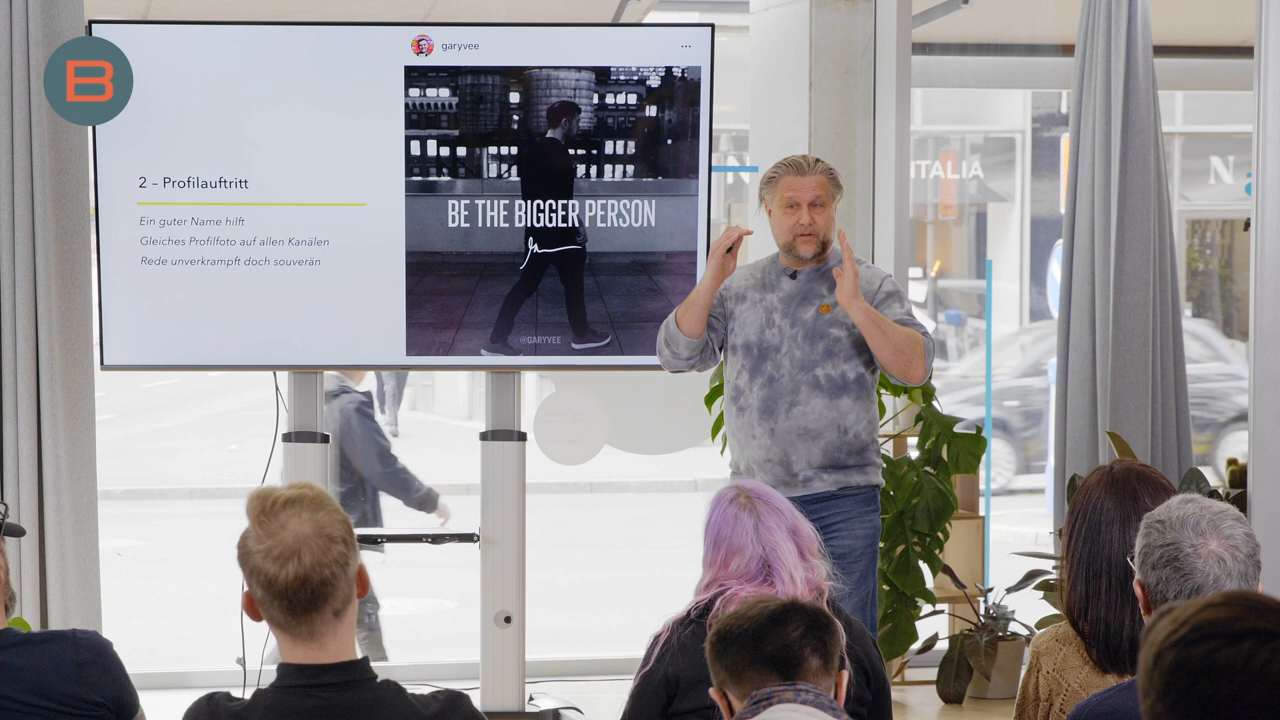 B
garyvee
2 – Profilauftritt
Ein guter Name hilft
Gleiches Profilfoto auf allen Kanälen
Rede unverkrampft doch souverän
BE THE BIGGER PERSON
@GARYVEE
N
ITALIA
N